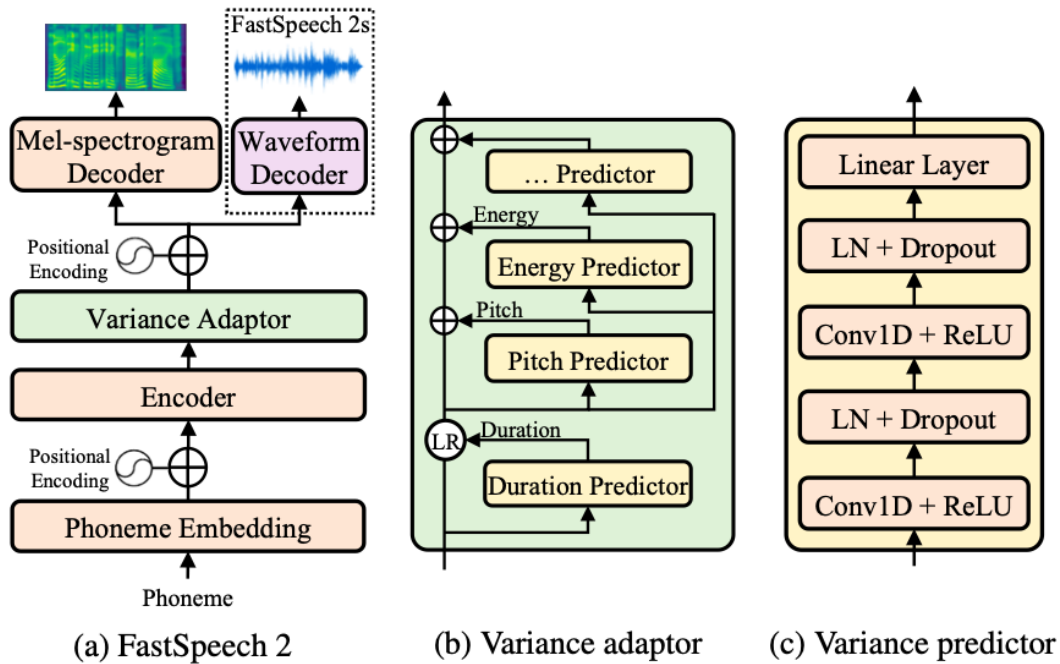 FastSpeech 2s
Mel-spectrogram
Decoder
Waveform
Decoder
Positional
Encoding
Variance Adaptor
Encoder
Positional
Encoding
Phoneme Embedding
Phoneme
(a) FastSpeech 2
... Predictor
Energy
Energy Predictor
Pitch
Pitch Predictor
LR
Duration
Duration Predictor
(b) Variance adaptor
Linear Layer
LN + Dropout
Conv1D + ReLU
LN + Dropout
Conv1D + ReLU
(c) Variance predictor